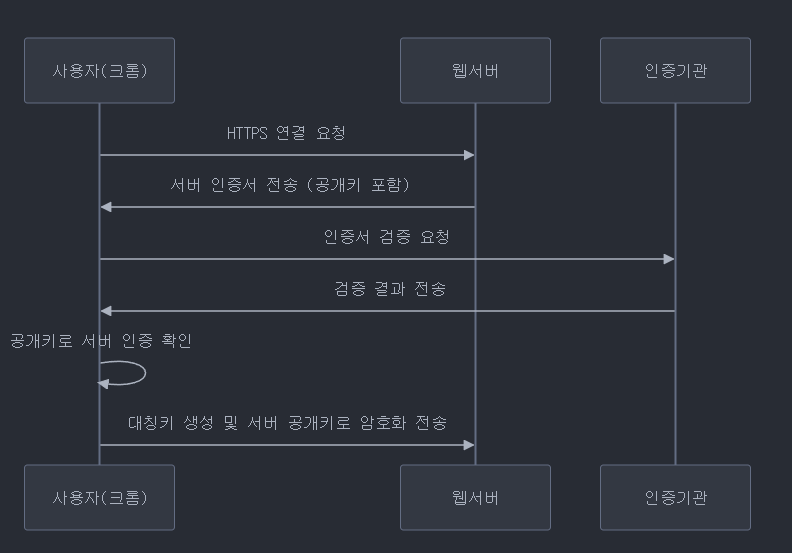 사용자(크롬)
웹서버
인증기관
HTTPS 연결 요청
서버 인증서 전송 (공개키 포함)
인증서 검증 요청
검증 결과 전송
공개키로 서버 인증 확인
대칭키 생성 및 서버 공개키로 암호화 전송
사용자(크롬)
웹서버
인증기관